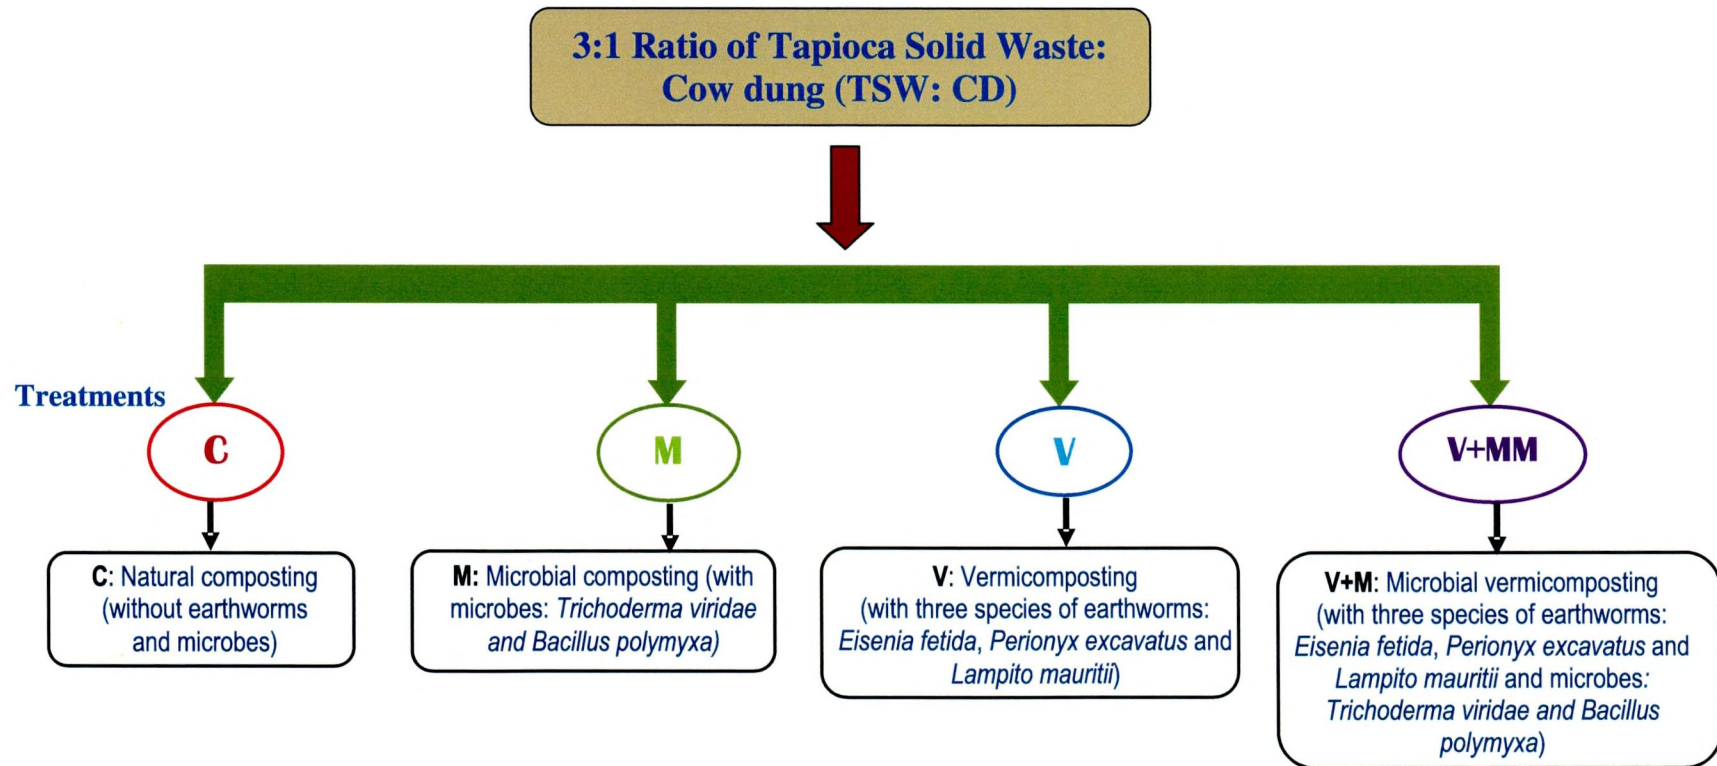 3:1 Ratio of Tapioca Solid Waste:
Cow dung (TSW: CD)
Treatments
C
M
V
V+MM
C: Natural composting
(without earthworms
and microbes)
M: Microbial composting (with
microbes: Trichoderma viridae
and Bacillus polymyxa)
V: Vermicomposting
(with three species of earthworms:
Eisenia fetida, Perionyx excavatus and
Lampito mauritii)
V+M: Microbial vermicomposting
(with three species of earthworms:
Eisenia fetida, Perionyx excavatus and
Lampito mauritii and microbes:
Trichoderma viridae and Bacillus
polymyxa)